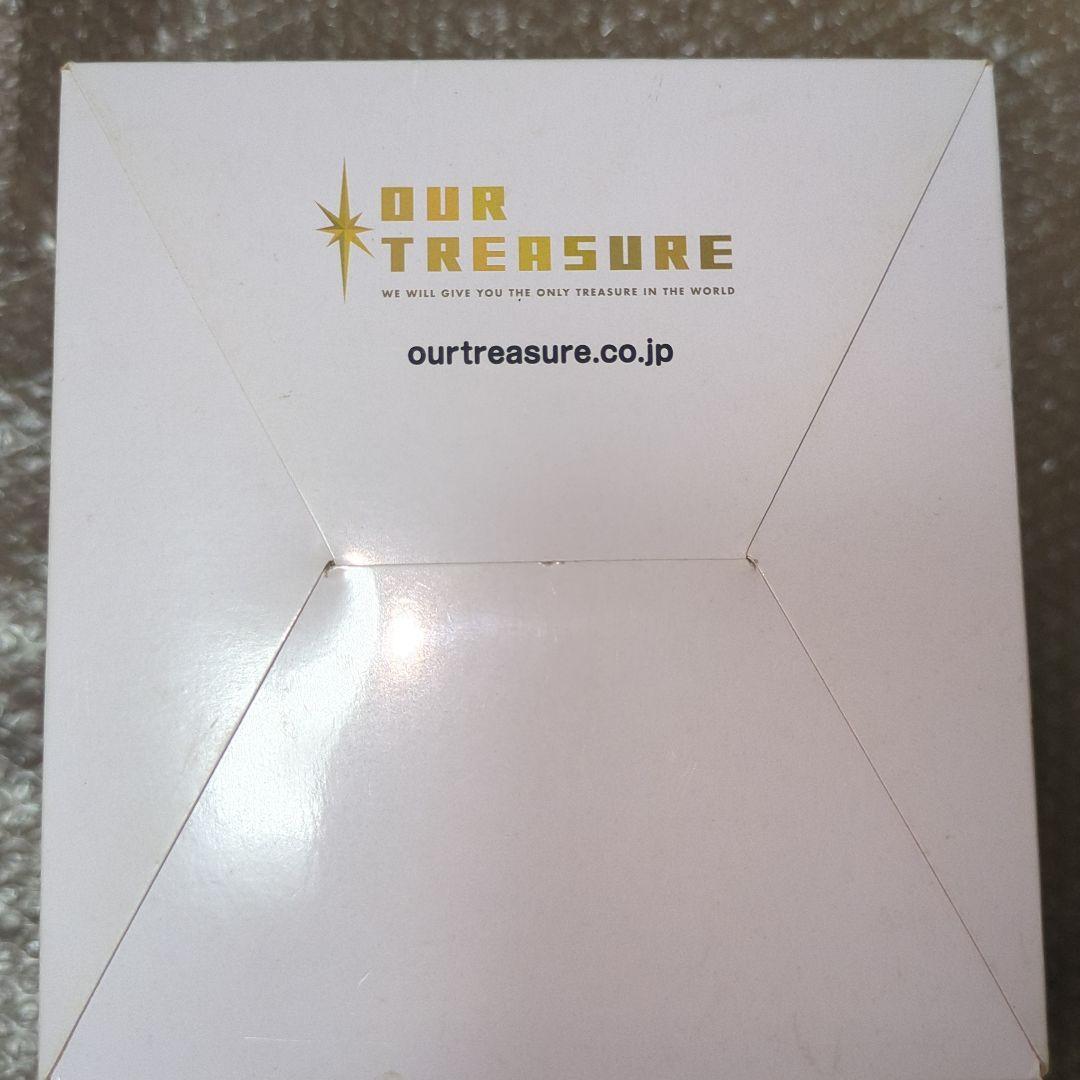 OUR
TREASURE
WE WILL GIVE YOU THE ONLY TREASURE IN THE WORLD
ourtreasure.co.jp